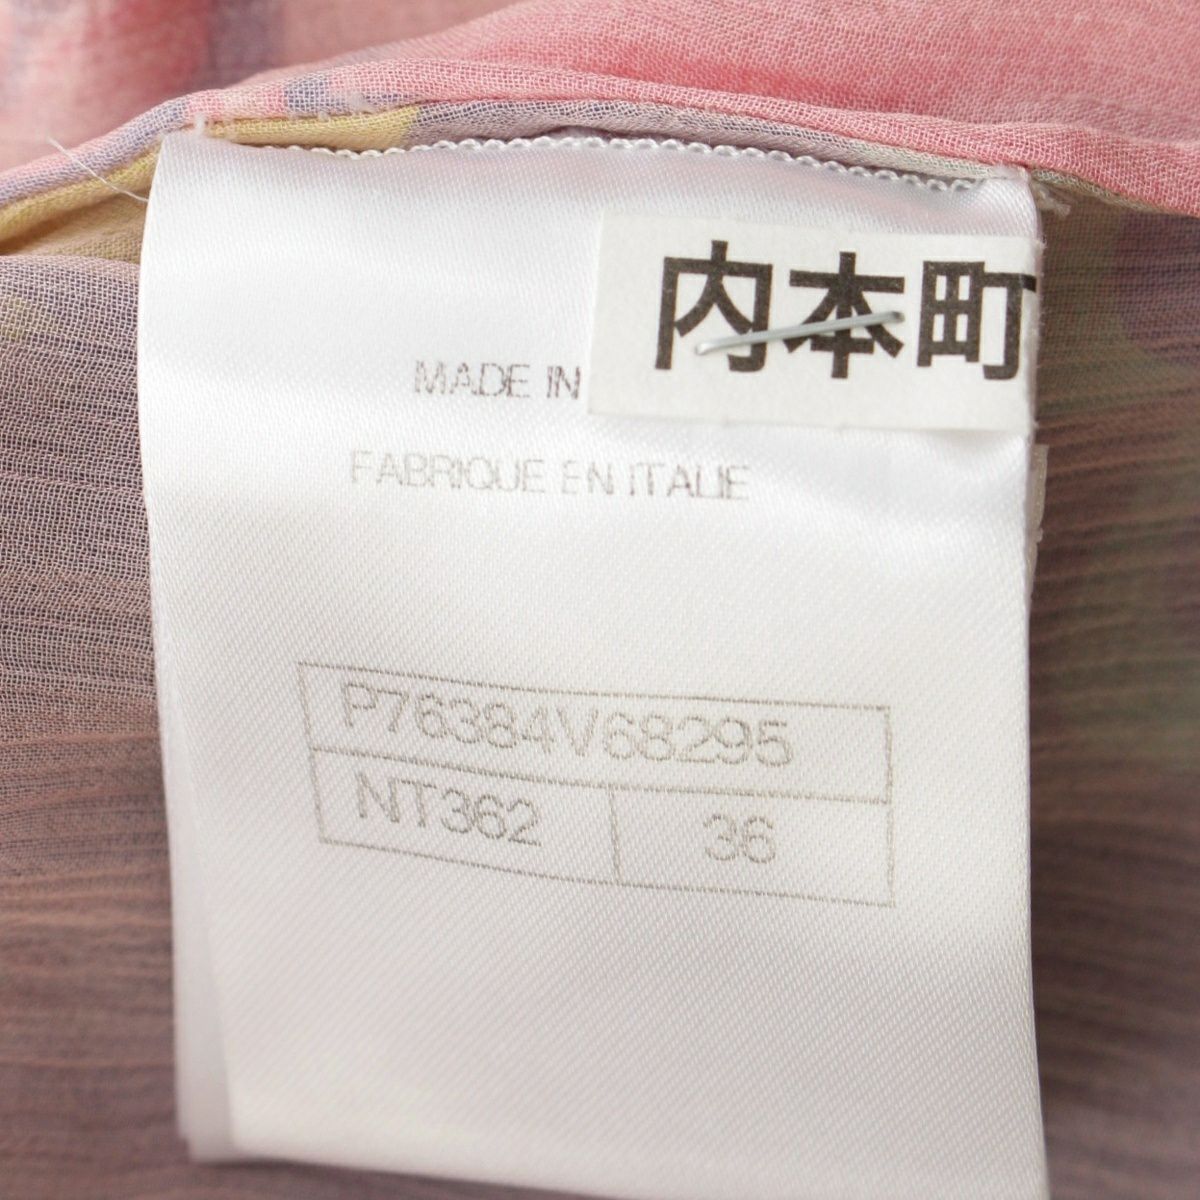 内本町
MADE IN
FABRIQUE EN ITALIE
P76384V68295
NT362 36